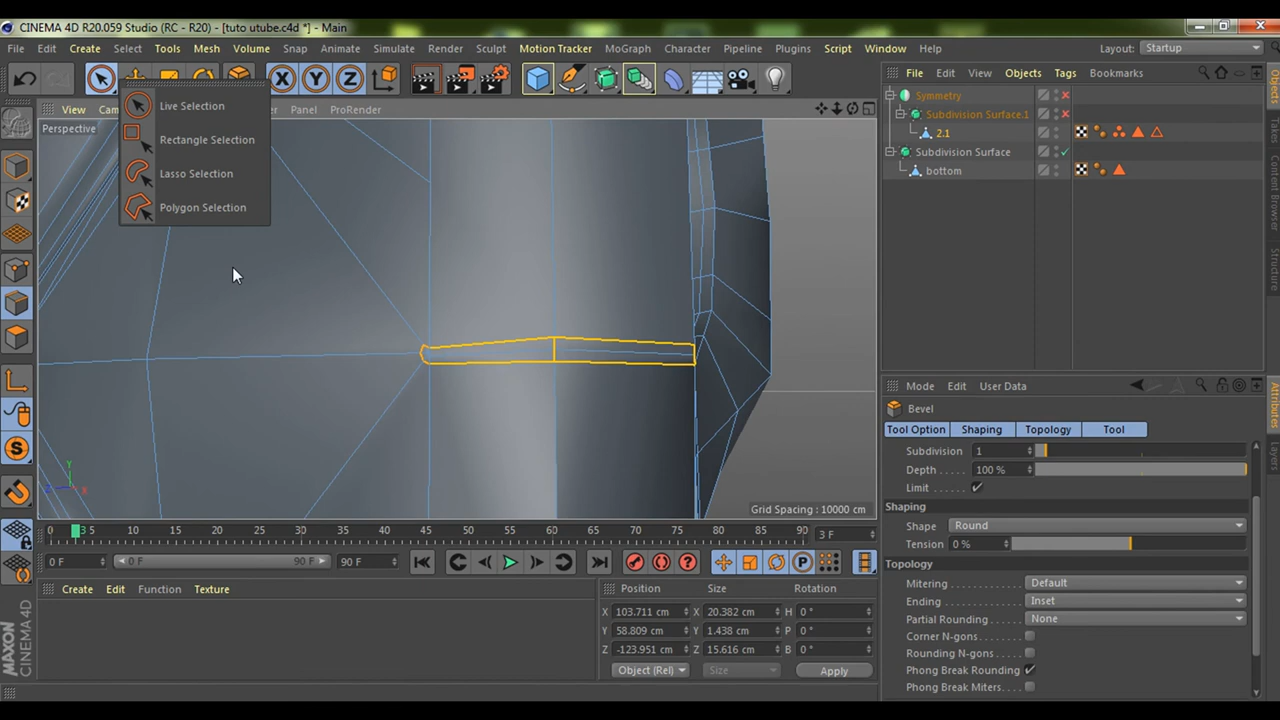 CINEMA 4D R20.059 Studio (RC - R20) - [tuto utube.c4d *] - Main
File Edit Create Select Tools Mesh Volume Snap Animate Simulate Render Sculpt Motion Tracker MoGraph Character Pipeline Plugins Script Window Help Layout: Startup
X Y Z
File Edit View Objects Tags Bookmarks
View Cam Panel ProRender
Perspective
Live Selection
Rectangle Selection
Lasso Selection
Polygon Selection
Symmetry
Subdivision Surface.1
2.1
Subdivision Surface
bottom
Objects
Content Browser
Structure
Mode Edit User Data
Bevel
Tool Option Shaping Topology Tool
Subdivision 1
Depth 100 %
Limit
Shaping
Shape Round
Tension 0 %
Topology
Mitering Default
Ending Inset
Partial Rounding None
Corner N-gons
Rounding N-gons
Phong Break Rounding
Phong Break Miters
Attributes
Layers
Y
Z X
Grid Spacing : 10000 cm
0 3 5 10 15 20 25 30 35 40 45 50 55 60 65 70 75 80 85 90 3 F
0 F 0 F 90 F 90 F
P
Create Edit Function Texture
Position Size Rotation
X 103.711 cm X 20.382 cm H 0 °
Y 58.809 cm Y 1.438 cm P 0 °
Z -123.951 cm Z 15.616 cm B 0 °
Object (Rel) Size Apply
S
MAXON
CINEMA 4D